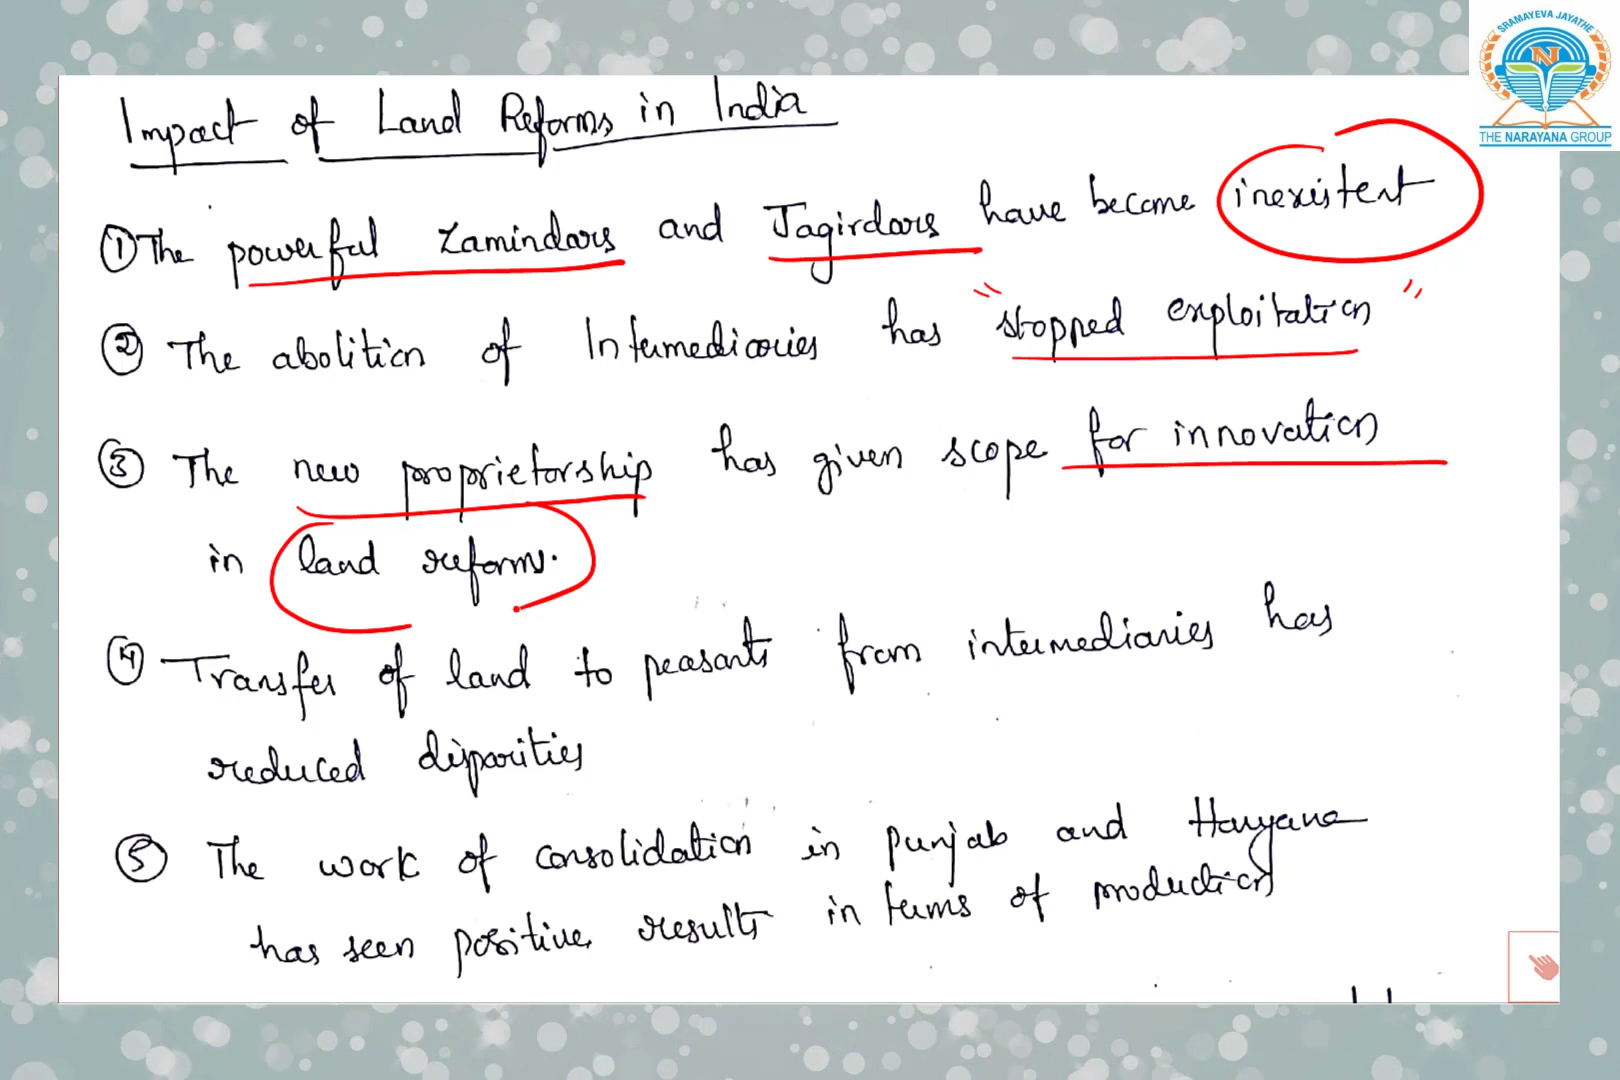 SRAMAYEVA JAYATHE
N
THE NARAYANA GROUP
Impact of Land Reforms in India
① The powerful Zamindars and Jagirdars have become inexistent
② The abolition of Intermediaries has "stopped exploitation"
③ The new proprietorship has given scope for innovation
in land reforms.
④ Transfer of land to peasants from intermediaries has
reduced disparities
⑤ The work of consolidation in Punjab and Haryana
has seen positive results in terms of production